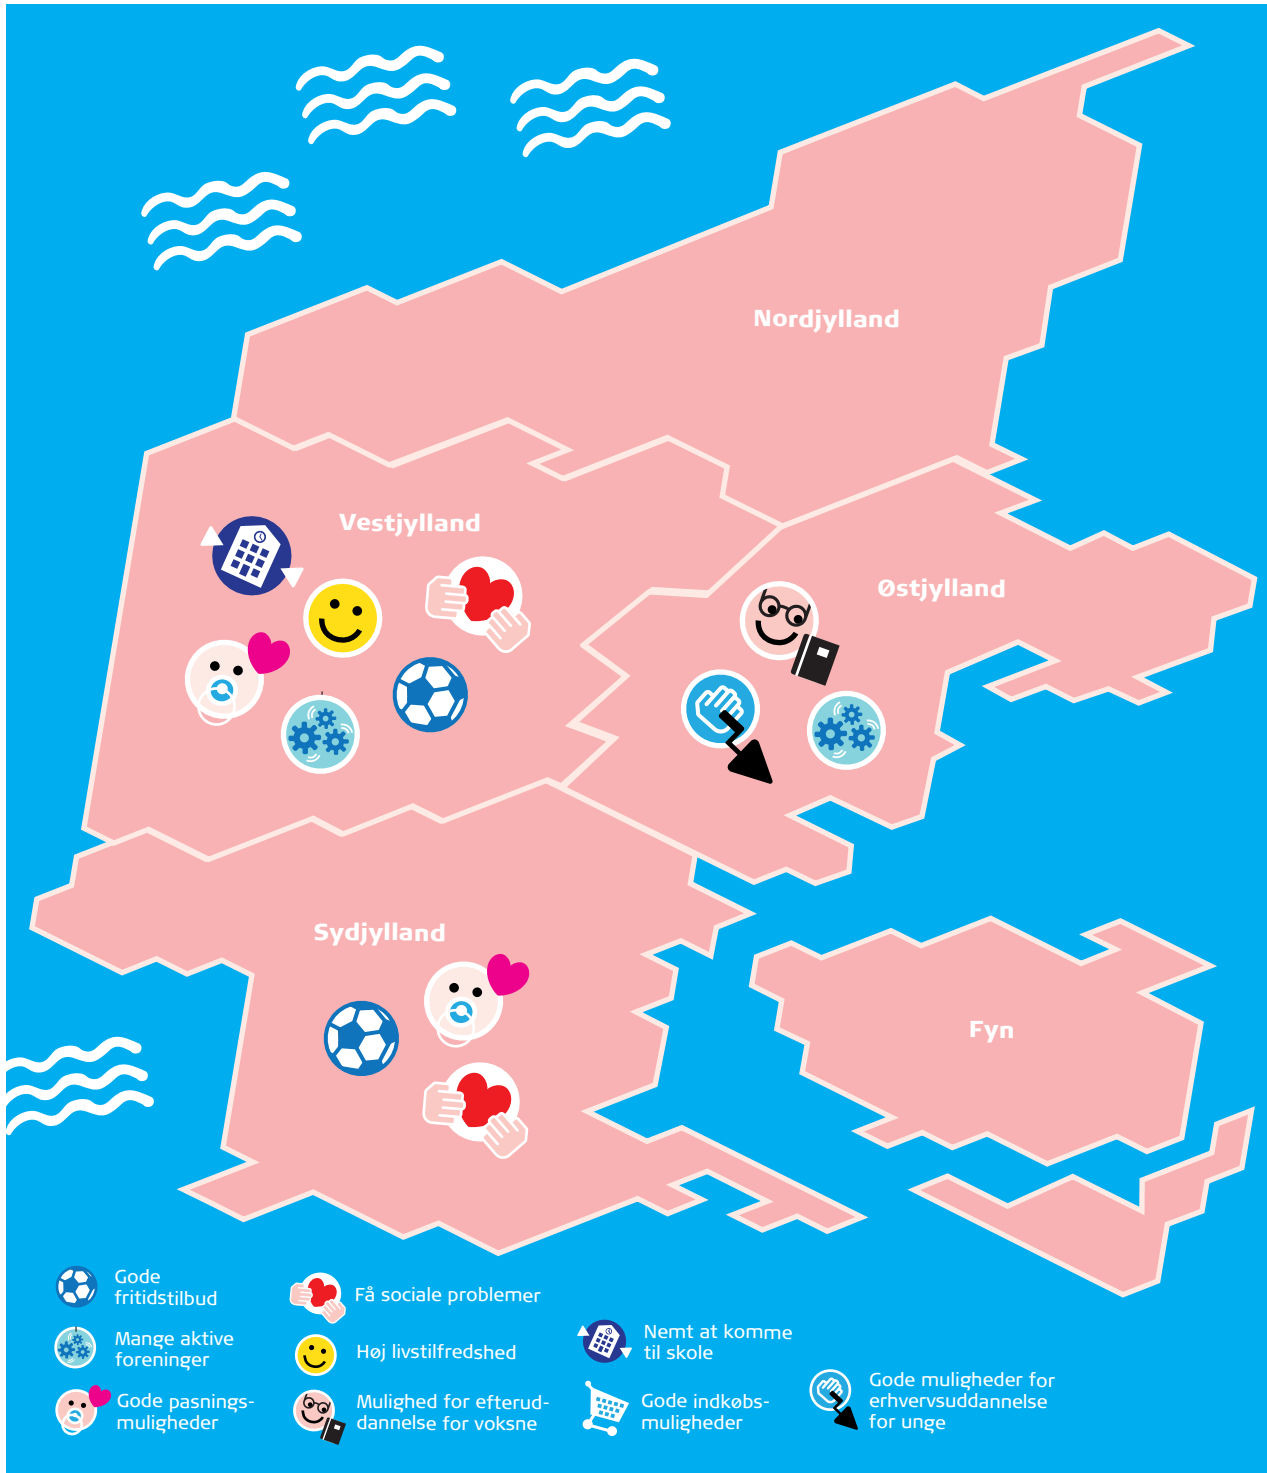 Nordjylland
Vestjylland
Østjylland
Sydjylland
Fyn
Gode
fritidstilbud
Mange aktive
foreninger
Gode pasnings-
muligheder
Få sociale problemer
Høj livstilfredshed
Mulighed for efterud-
dannelse for voksne
Nemt at komme
til skole
Gode indkøbs-
muligheder
Gode muligheder for
erhvervsuddannelse
for unge